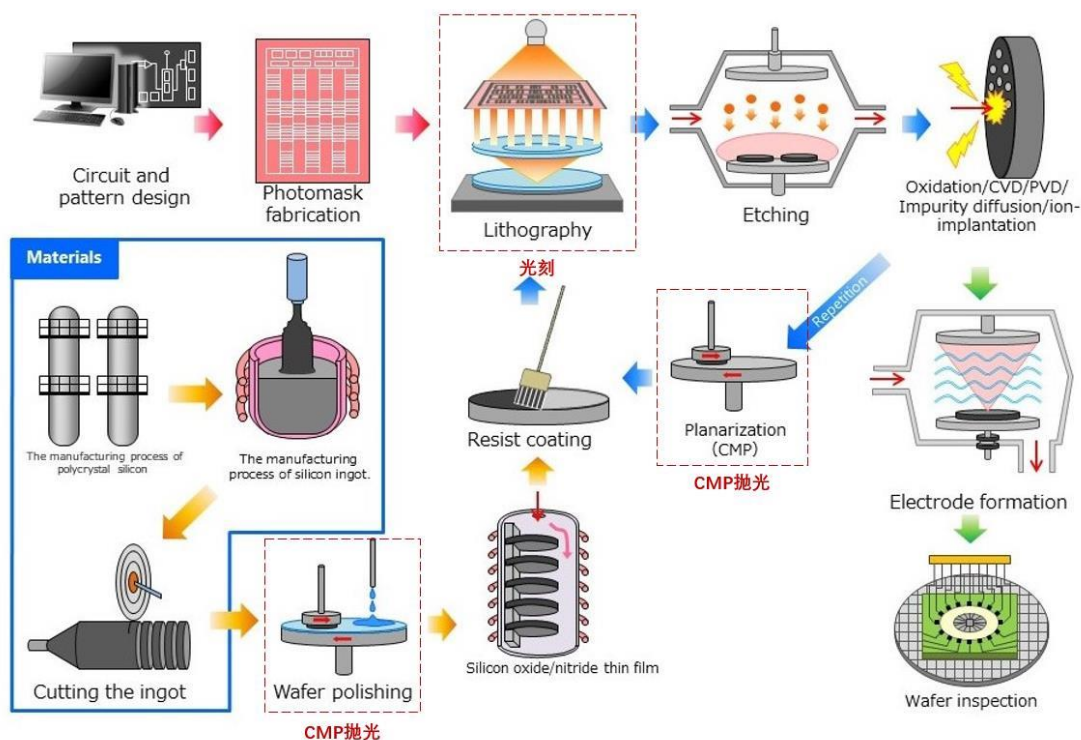 Circuit and
pattern design
Photomask
fabrication
Lithography
光刻
Etching
Oxidation/CVD/PVD/
Impurity diffusion/ion-
implantation
Materials
The manufacturing process of
polycrystal silicon
The manufacturing
process of silicon ingot.
Resist coating
Repetition
Planarization
(CMP)
CMP抛光
Electrode formation
Cutting the ingot
Wafer polishing
CMP抛光
Silicon oxide/nitride thin film
Wafer inspection